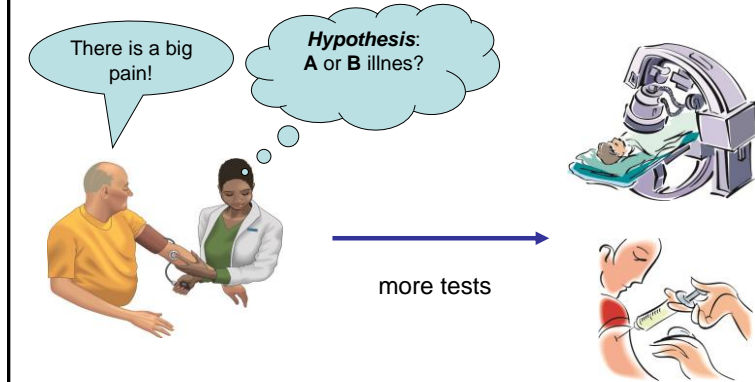 There is a big
pain!
Hypothesis:
A or B illnes?
more tests